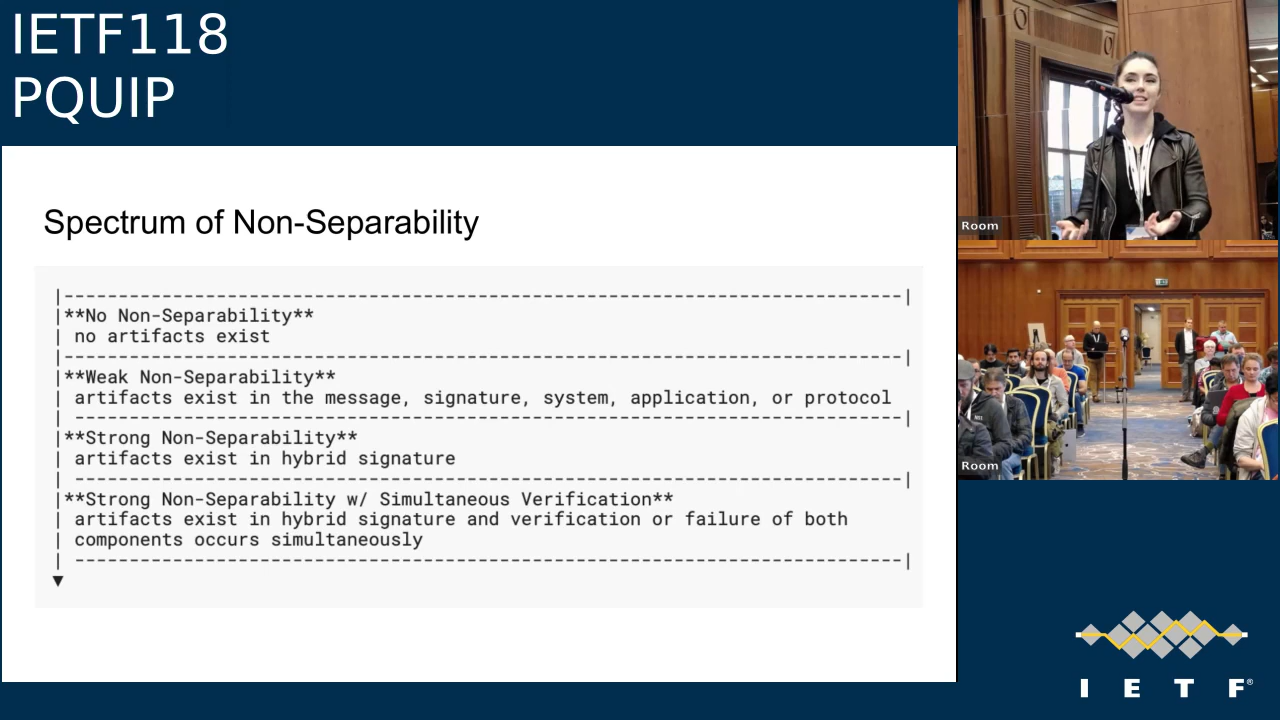 IETF118
PQUIP
Spectrum of Non-Separability
|------------------------------------------------------------------------------|
|**No Non-Separability**
| no artifacts exist
|------------------------------------------------------------------------------|
|**Weak Non-Separability**
| artifacts exist in the message, signature, system, application, or protocol
| -----------------------------------------------------------------------------|
|**Strong Non-Separability**
| artifacts exist in hybrid signature
| -----------------------------------------------------------------------------|
|**Strong Non-Separability w/ Simultaneous Verification**
| artifacts exist in hybrid signature and verification or failure of both
| components occurs simultaneously
| -----------------------------------------------------------------------------|
▼
Room
Room
I E T F®